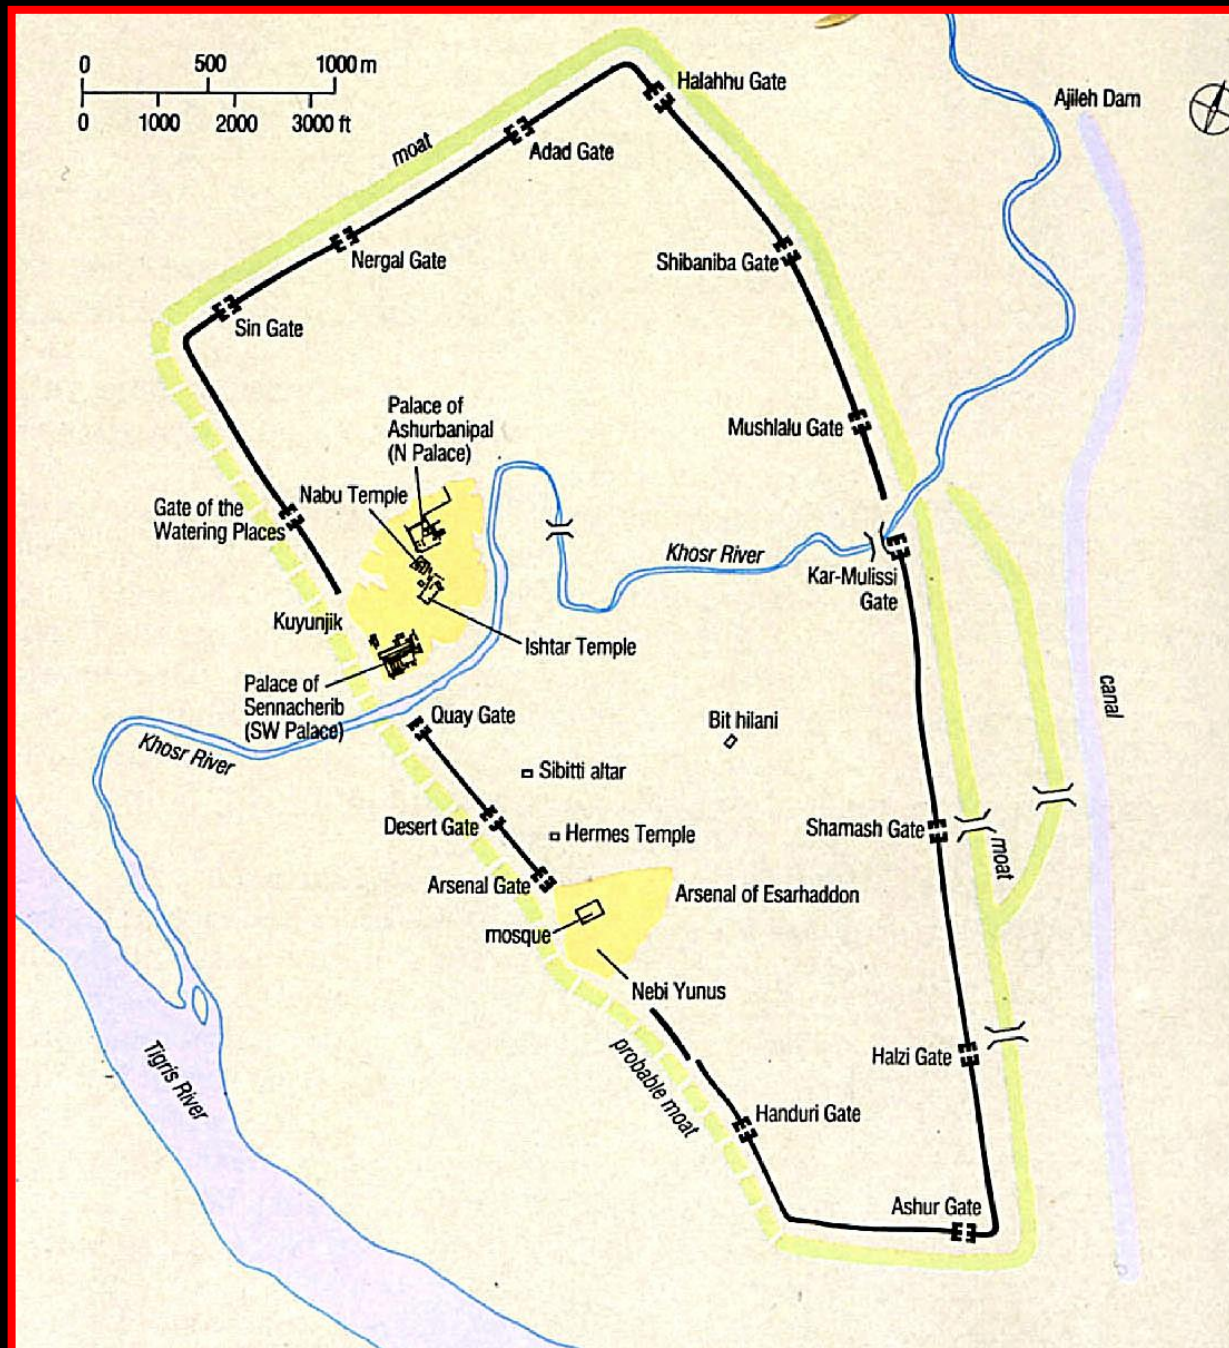 0 500 1000 m
0 1000 2000 3000 ft
Halahhu Gate
Ajileh Dam
moat
Adad Gate
Nergal Gate
Shibaniba Gate
Sin Gate
Palace of
Ashurbanipal
(N Palace)
Mushlalu Gate
Nabu Temple
Gate of the
Watering Places
Khosr River
Kar-Mulissi
Gate
Kuyunjik
Ishtar Temple
Palace of
Sennacherib
(SW Palace)
canal
Quay Gate
Bit hilani
Khosr River
Sibitti altar
Desert Gate
Hermes Temple
Shamash Gate
moat
Arsenal Gate
Arsenal of Esarhaddon
mosque
Nebi Yunus
Tigris River
probable moat
Halzi Gate
Handuri Gate
Ashur Gate